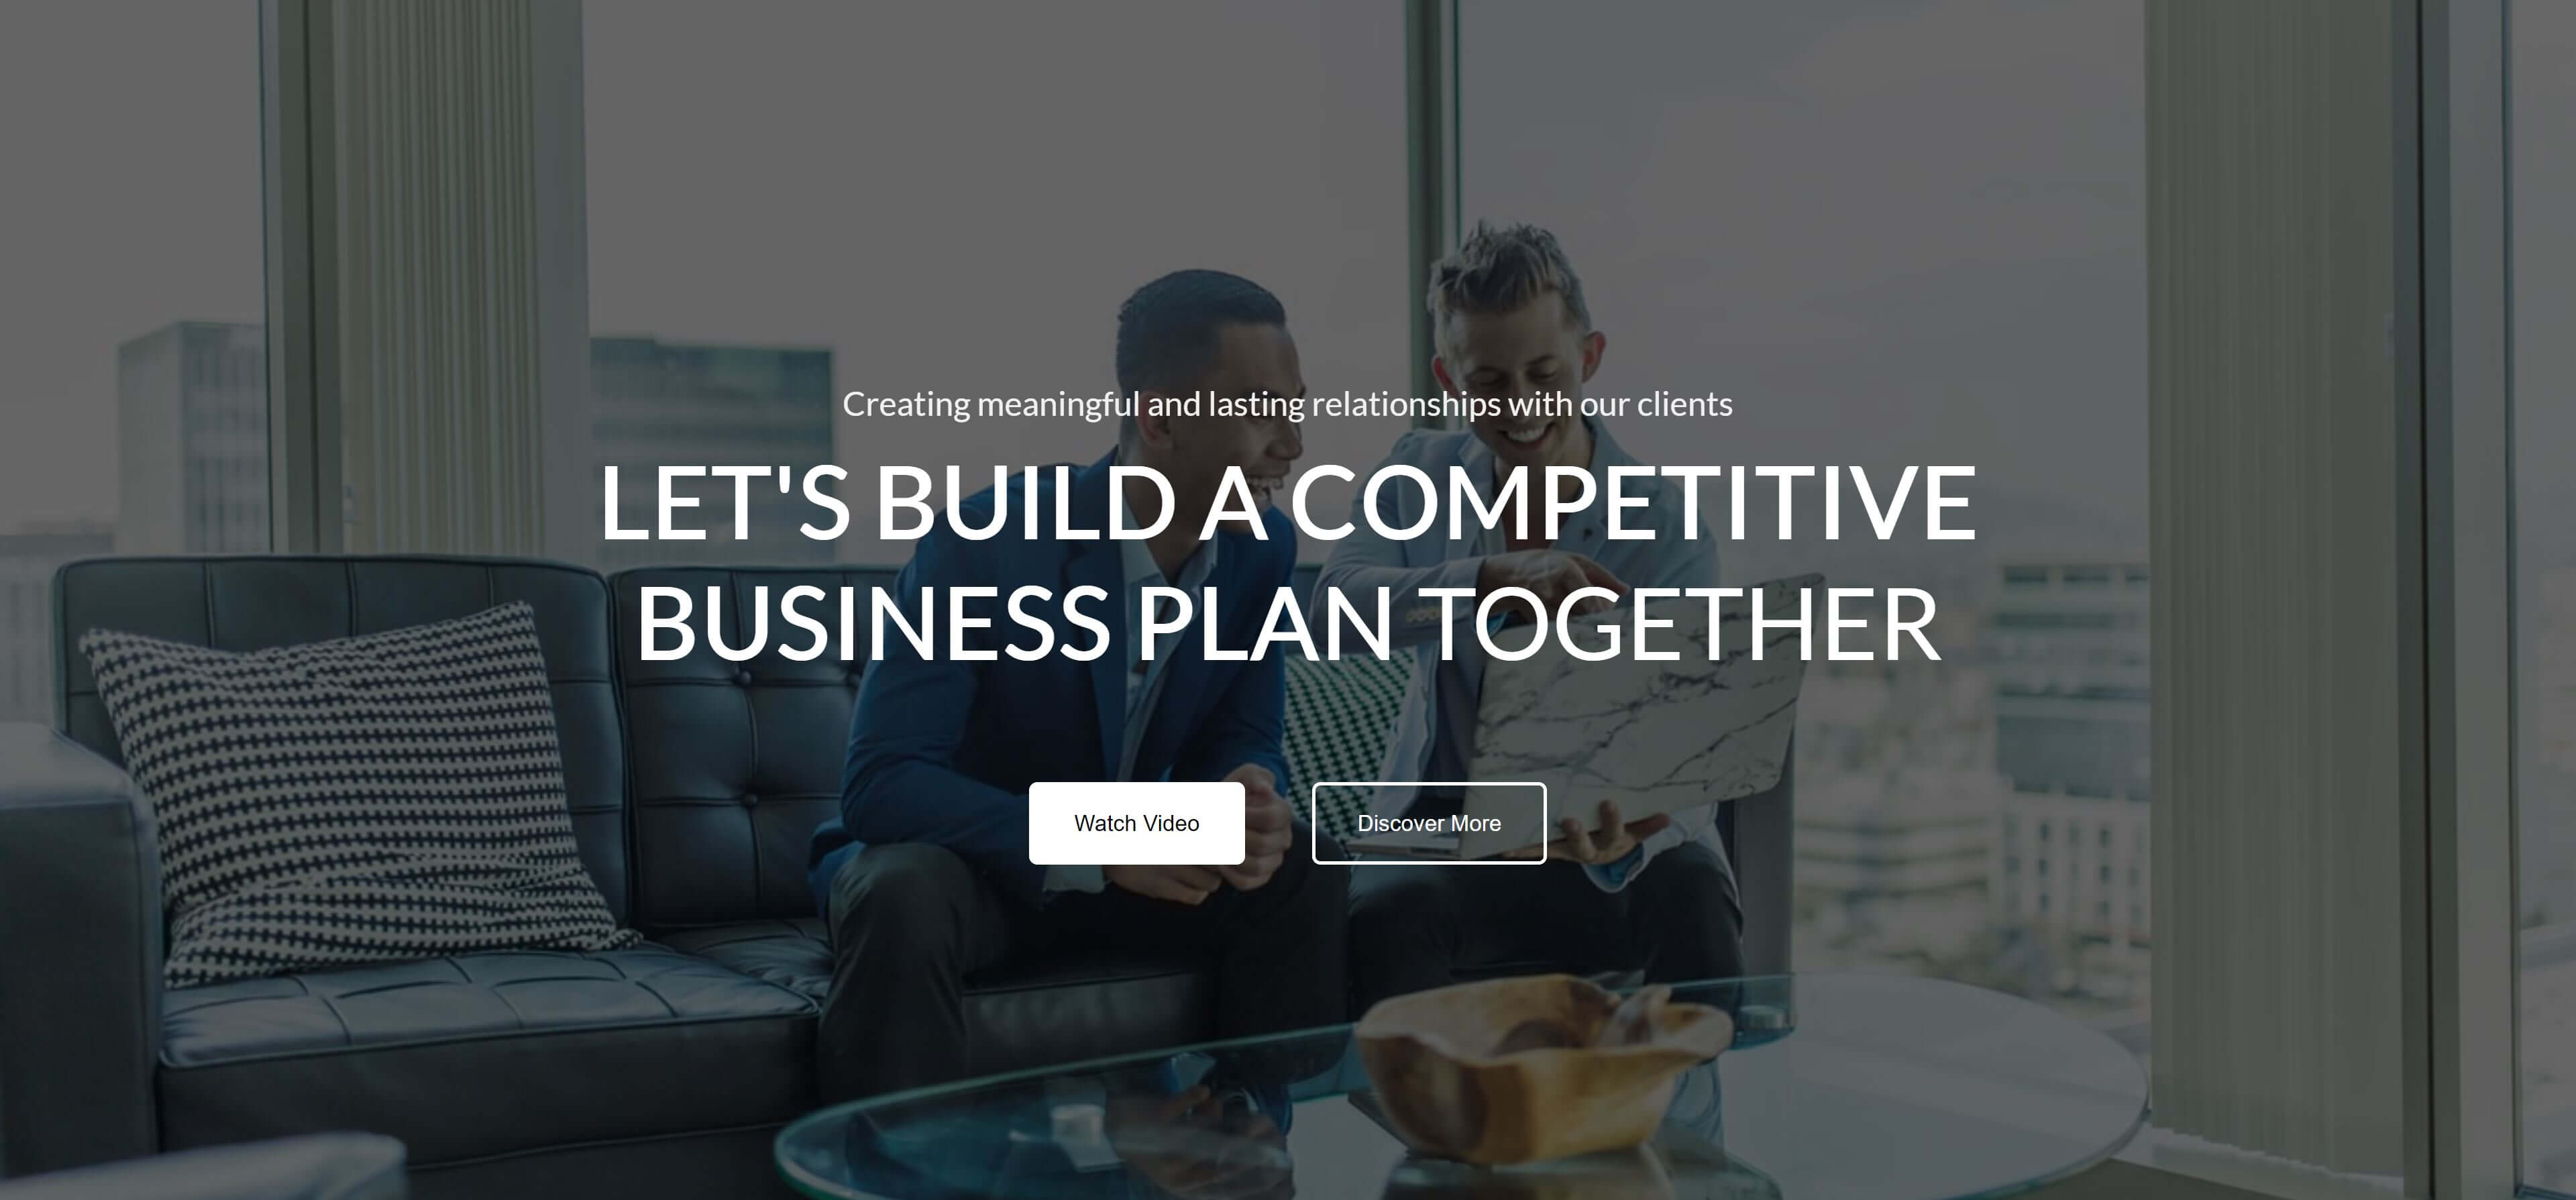 Creating meaningful and lasting relationships with our clients
LET'S BUILD A COMPETITIVE
BUSINESS PLAN TOGETHER
Watch Video
Discover More